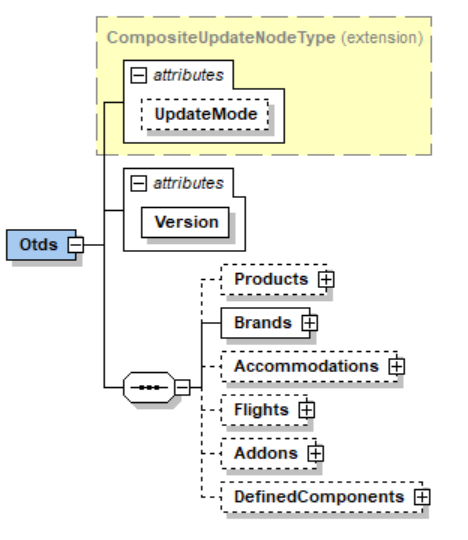 CompositeUpdateNodeType (extension)
attributes
UpdateMode
attributes
Version
Otds
Products
Brands
Accommodations
Flights
Addons
DefinedComponents